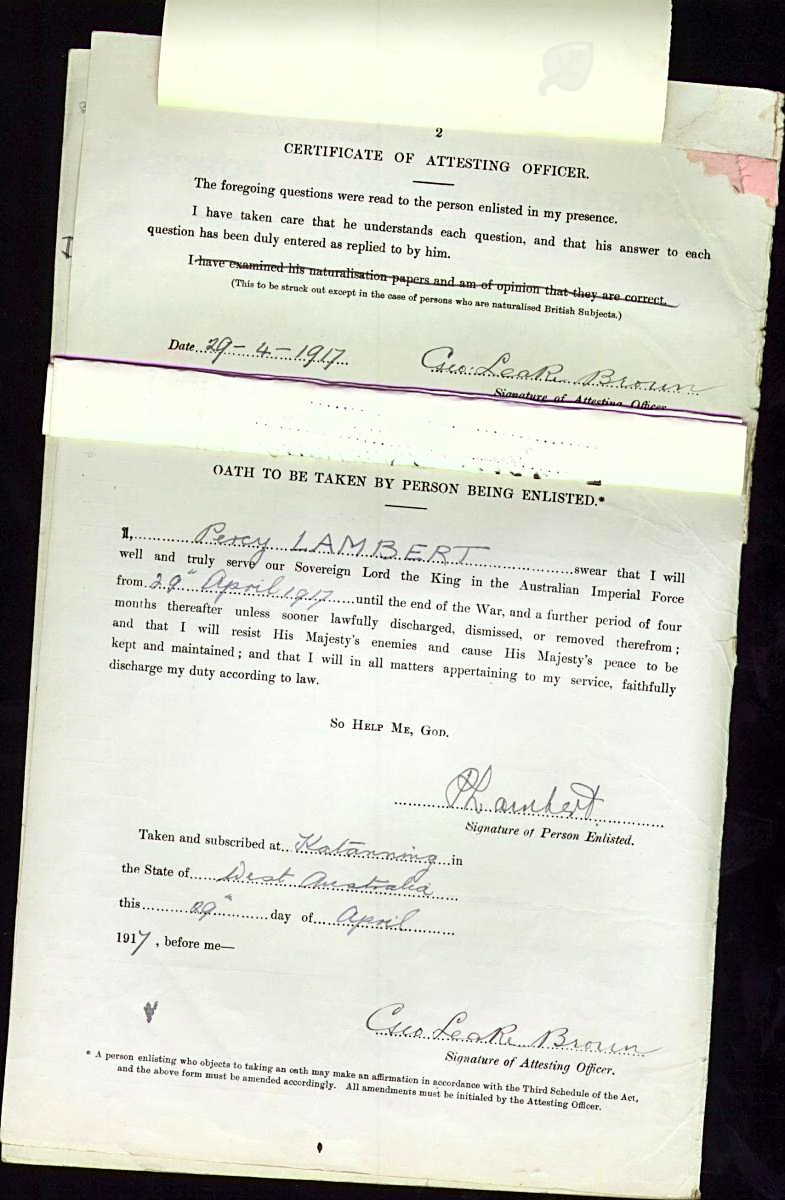 2
CERTIFICATE OF ATTESTING OFFICER.
The foregoing questions were read to the person enlisted in my presence.
I have taken care that he understands each question, and that his answer to each
question has been duly entered as replied to by him.
I have examined his naturalisation papers and am of opinion that they are correct.
(This to be struck out except in the case of persons who are naturalised British Subjects.)
Date 29-4-1917 Geo: Leake Brown
Signature of Attesting Officer
OATH TO BE TAKEN BY PERSON BEING ENLISTED.*
I, Percy LAMBERT swear that I will
well and truly serve our Sovereign Lord the King in the Australian Imperial Force
from 29" April 1917 until the end of the War, and a further period of four
months thereafter unless sooner lawfully discharged, dismissed, or removed therefrom;
and that I will resist His Majesty's enemies and cause His Majesty's peace to be
kept and maintained; and that I will in all matters appertaining to my service, faithfully
discharge my duty according to law.
SO HELP ME, GOD.
P Lambert
Signature of Person Enlisted.
Taken and subscribed at Katanning in
the State of West Australia
this 29" day of April
1917, before me—
Geo Leake Brown
Signature of Attesting Officer.
* A person enlisting who objects to taking an oath may make an affirmation in accordance with the Third Schedule of the Act,
and the above form must be amended accordingly. All amendments must be initialed by the Attesting Officer.